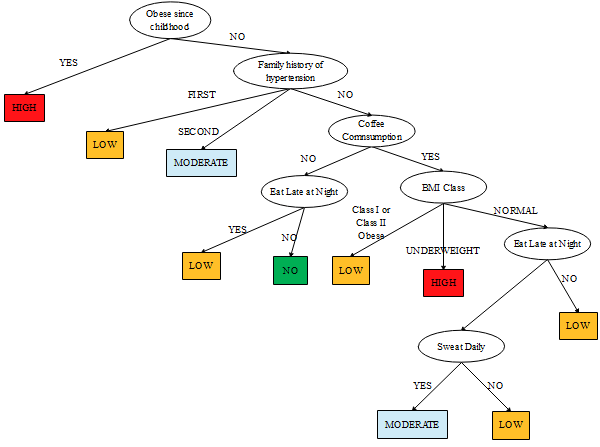 Obese since
childhood
NO
YES
Family history of
hypertension
HIGH
FIRST
NO
SECOND
LOW
MODERATE
Coffee
Comnsumption
NO
YES
Eat Late at Night
BMI Class
Class I or
Class II
Obese
NORMAL
YES
NO
UNDERWEIGHT
Eat Late at Night
LOW
NO
LOW
HIGH
NO
LOW
Sweat Daily
YES
NO
MODERATE
LOW